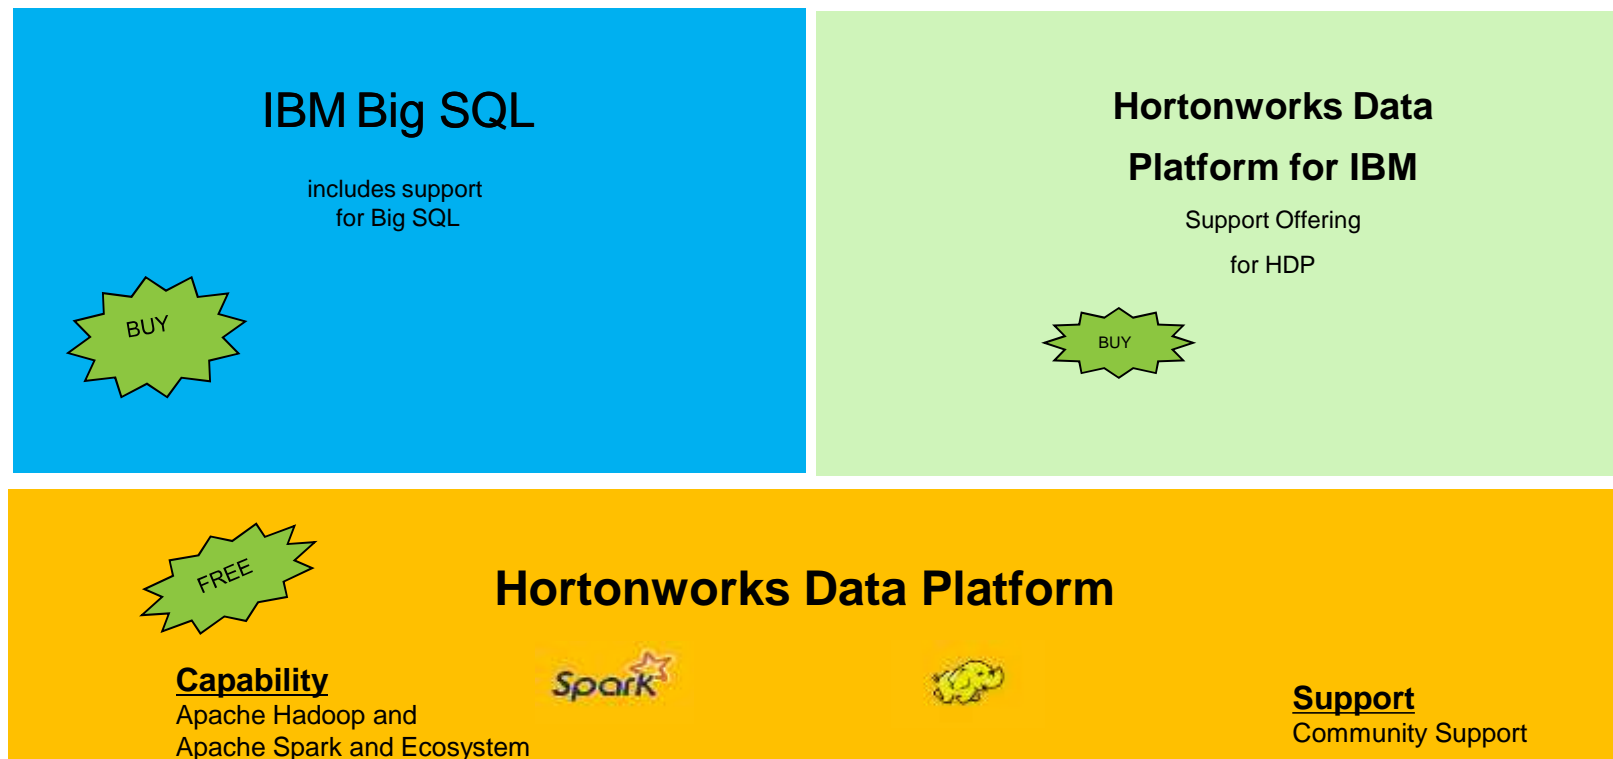 IBM Big SQL
includes support
for Big SQL
BUY
Hortonworks Data
Platform for IBM
Support Offering
for HDP
BUY
FREE
Hortonworks Data Platform
Spark
Capability
Apache Hadoop and
Apache Spark and Ecosystem
Support
Community Support